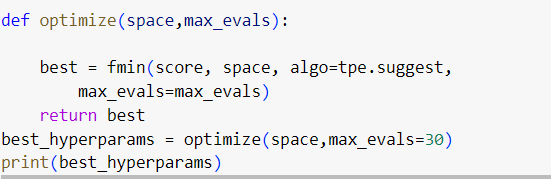 def optimize(space,max_evals):
    best = fmin(score, space, algo=tpe.suggest,
        max_evals=max_evals)
    return best
best_hyperparams = optimize(space,max_evals=30)
print(best_hyperparams)